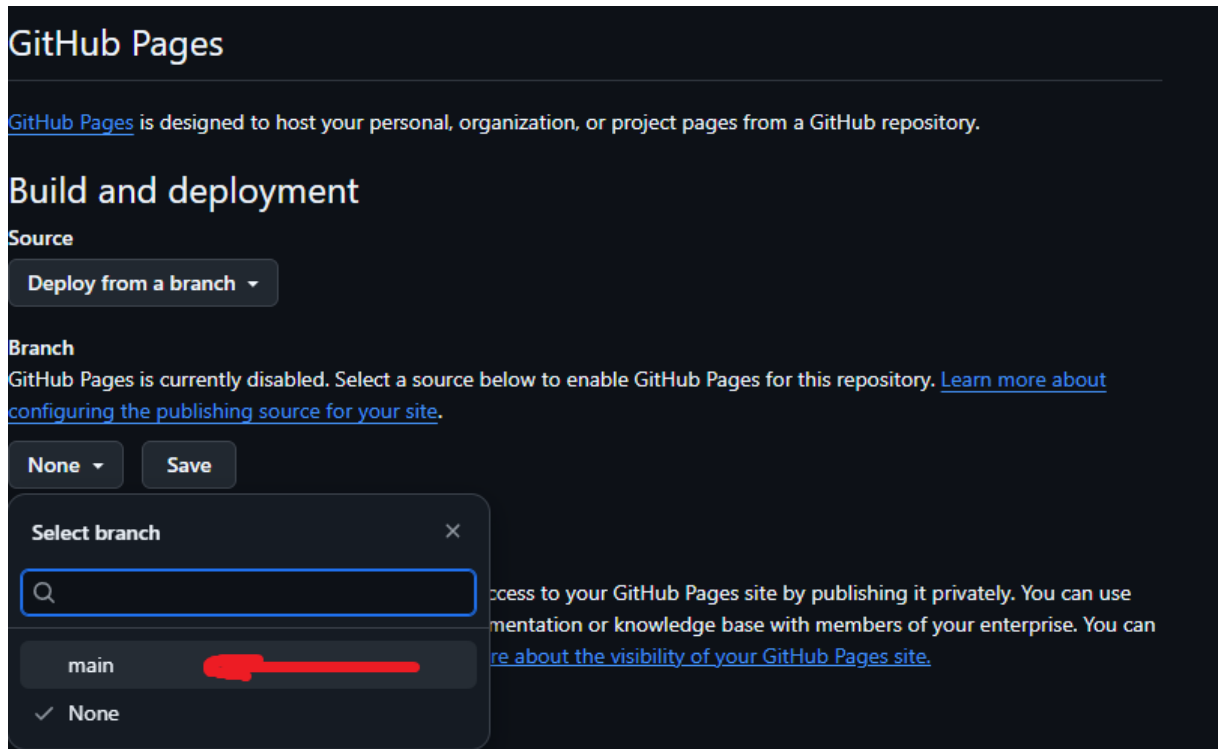 GitHub Pages
GitHub Pages is designed to host your personal, organization, or project pages from a GitHub repository.
Build and deployment
Source
Deploy from a branch
Branch
GitHub Pages is currently disabled. Select a source below to enable GitHub Pages for this repository. Learn more about
configuring the publishing source for your site.
None Save
Select branch
ccess to your GitHub Pages site by publishing it privately. You can use
mentation or knowledge base with members of your enterprise. You can
main
re about the visibility of your GitHub Pages site.
None